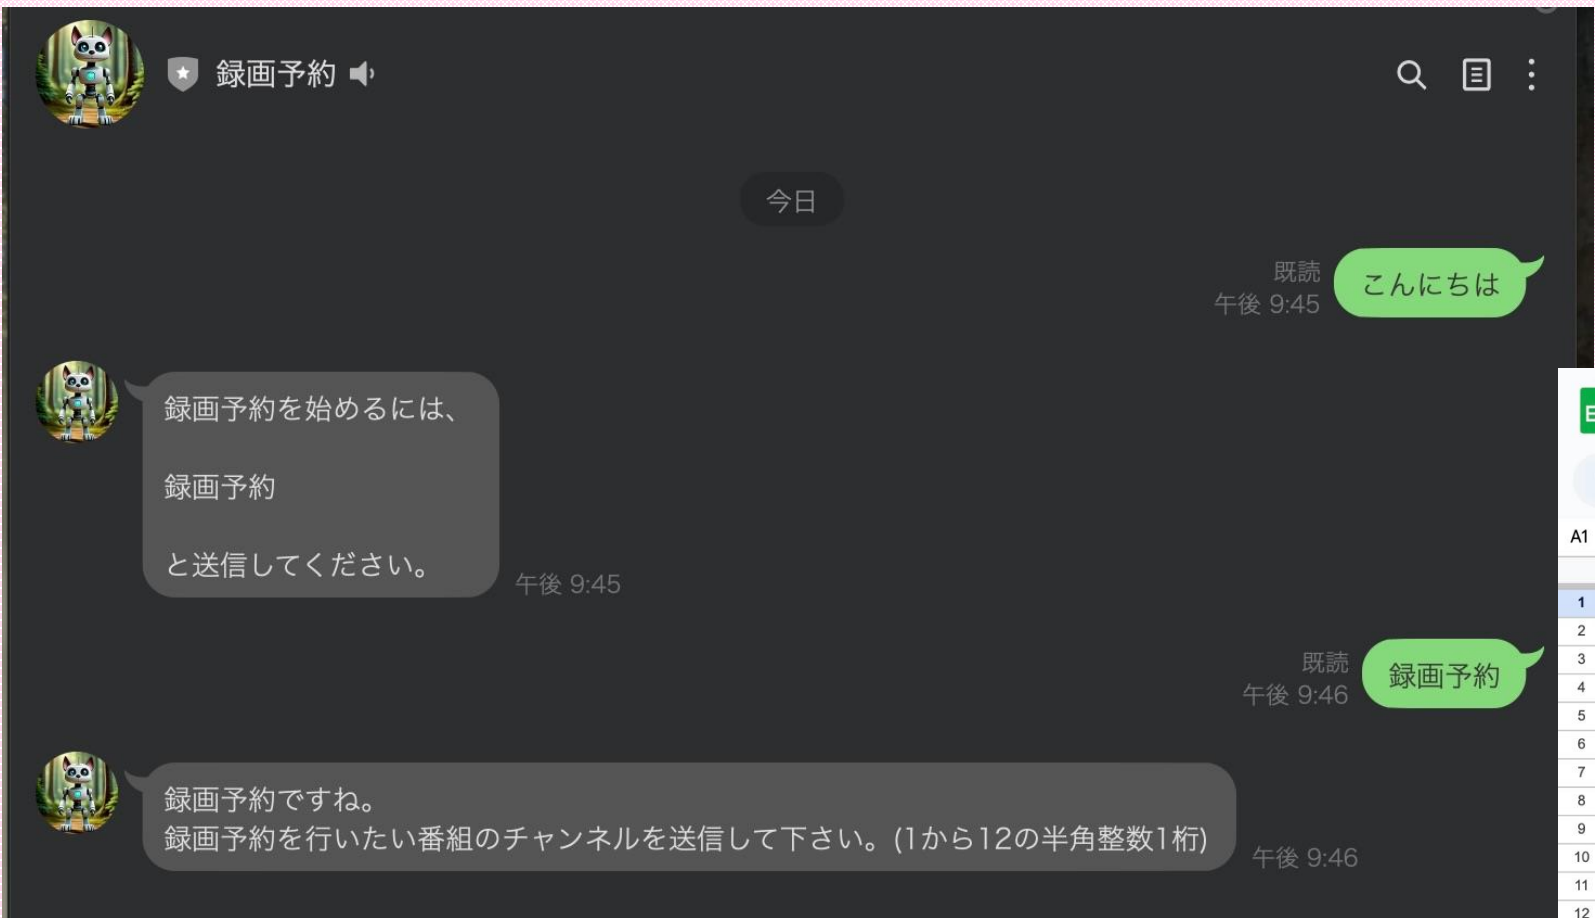 録画予約
今日
既読
午後 9:45
こんにちは
録画予約を始めるには、
録画予約
と送信してください。
午後 9:45
既読
午後 9:46
録画予約
録画予約ですね。
録画予約を行いたい番組のチャンネルを送信して下さい。(1から12の半角整数1桁)
午後 9:46
A1
1
2
3
4
5
6
7
8
9
10
11
12